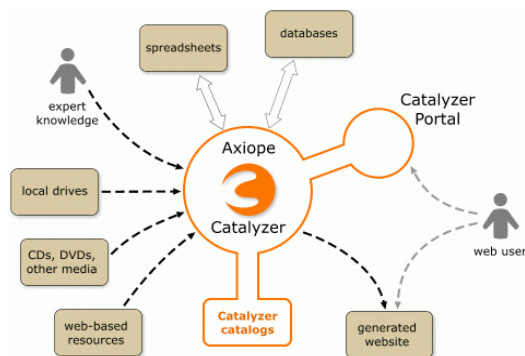 spreadsheets
databases
expert
knowledge
Catalyzer
Portal
Axiope
Catalyzer
local drives
CDs, DVDs,
other media
web user
web-based
resources
Catalyzer
catalogs
generated
website